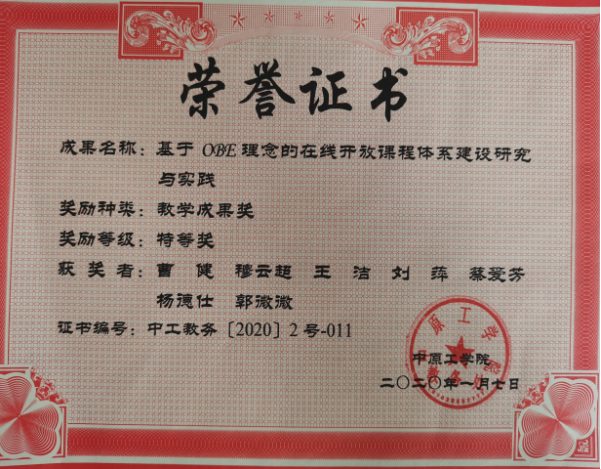 荣誉证书
成果名称：基于 OBE 理念的在线开放课程体系建设研究
与实践
奖励种类：教学成果奖
奖励等级：特等奖
获 奖 者：曹 健 穆云超 王 洁 刘 萍 蔡爱芳
杨德仕 郭微微
证书编号：中工教务〔2020〕2 号-011
中原工学院
二〇二〇年一月七日